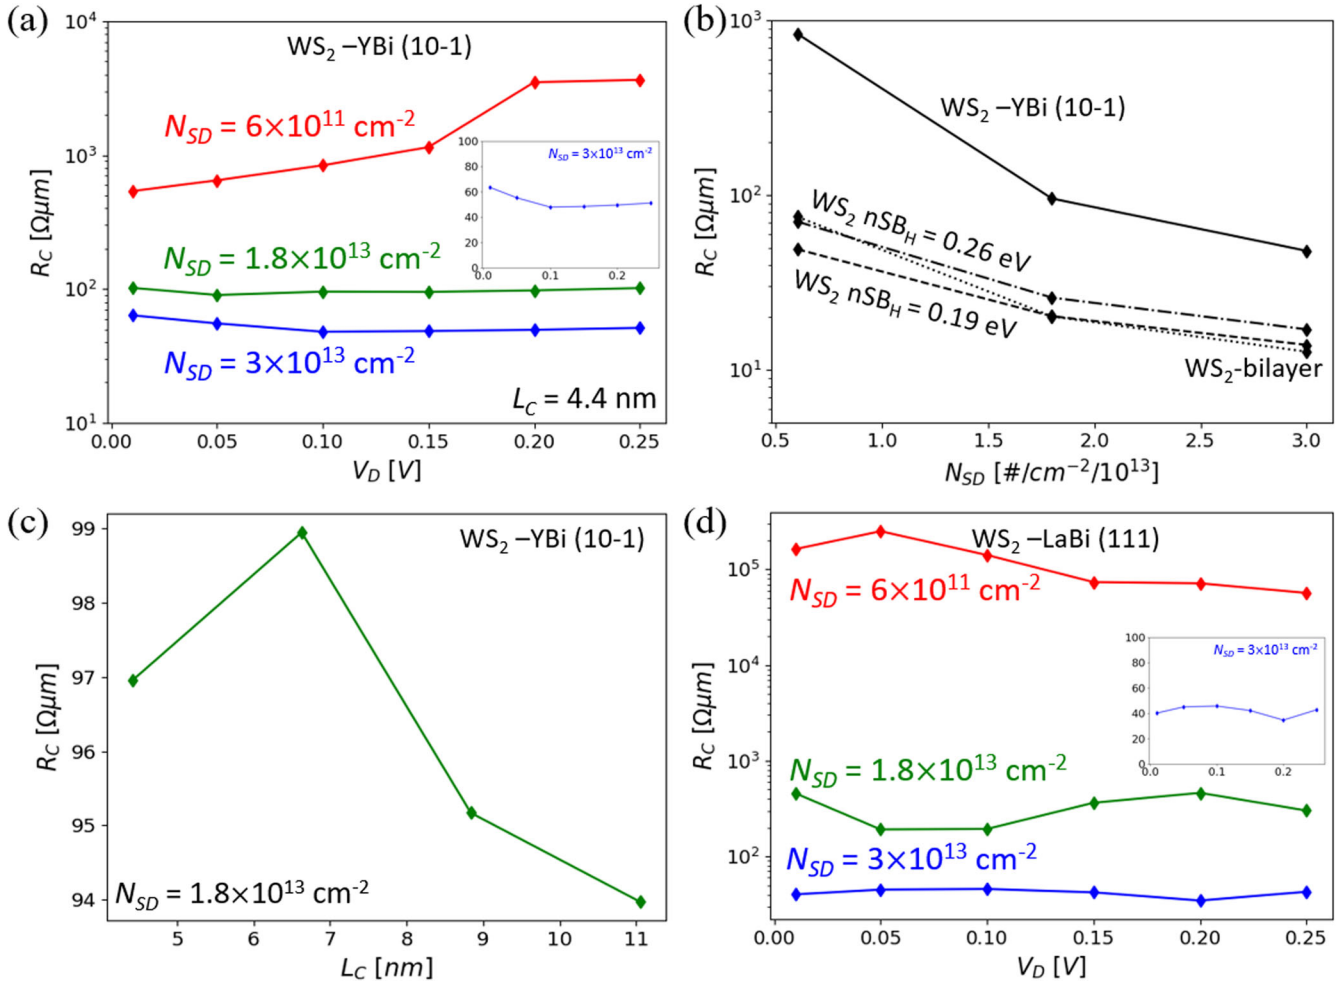 (a)
10⁴
10³
10²
10¹
R_C [Ωμm]
WS₂ –YBi (10-1)
N_SD = 6×10¹¹ cm⁻²
N_SD = 1.8×10¹³ cm⁻²
N_SD = 3×10¹³ cm⁻²
L_C = 4.4 nm
N_SD = 3×10¹³ cm⁻²
100
80
60
40
20
0
0.0 0.1 0.2
0.00 0.05 0.10 0.15 0.20 0.25
V_D [V]
(b)
10³
10²
10¹
R_C [Ωμm]
WS₂ –YBi (10-1)
WS₂ nSB_H = 0.26 eV
WS₂ nSB_H = 0.19 eV
WS₂-bilayer
0.5 1.0 1.5 2.0 2.5 3.0
N_SD [#/cm⁻²/10¹³]
(c)
99
98
97
96
95
94
R_C [Ωμm]
WS₂ –YBi (10-1)
N_SD = 1.8×10¹³ cm⁻²
5 6 7 8 9 10 11
L_C [nm]
(d)
10⁵
10⁴
10³
10²
R_C [Ωμm]
WS₂ –LaBi (111)
N_SD = 6×10¹¹ cm⁻²
N_SD = 1.8×10¹³ cm⁻²
N_SD = 3×10¹³ cm⁻²
N_SD = 3×10¹³ cm⁻²
100
80
60
40
20
0
0.0 0.1 0.2
0.00 0.05 0.10 0.15 0.20 0.25
V_D [V]